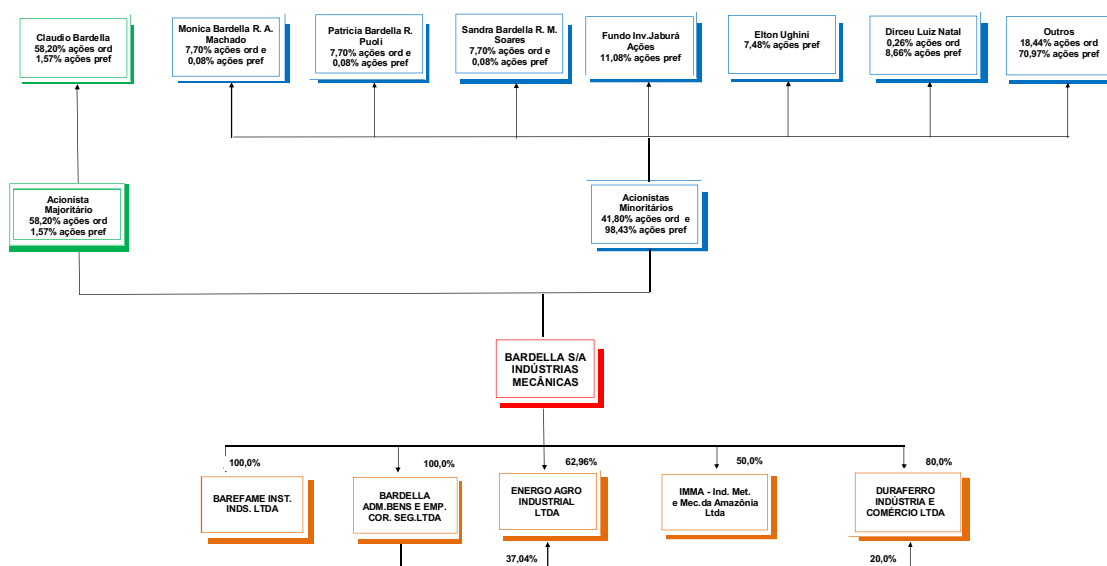 Claudio Bardella
58,20% ações ord
1,57% ações pref
Monica Bardella R. A.
Machado
7,70% ações ord e
0,08% ações pref
Patricia Bardella R.
Puoli
7,70% ações ord e
0,08% ações pref
Sandra Bardella R. M.
Soares
7,70% ações ord e
0,08% ações pref
Fundo Inv.Jaburá
Ações
11,08% ações pref
Elton Ughini
7,48% ações pref
Dirceu Luiz Natal
0,26% ações ord
8,66% ações pref
Outros
18,44% ações ord
70,97% ações pref
Acionista
Majoritário
58,20% ações ord
1,57% ações pref
Acionistas
Minoritários
41,80% ações ord e
98,43% ações pref
BARDELLA S/A
INDÚSTRIAS
MECÂNICAS
100,0%
100,0%
62,96%
50,0%
80,0%
BAREFAME INST.
INDS. LTDA
BARDELLA
ADM.BENS E EMP.
COR. SEG.LTDA
ENERGO AGRO
INDUSTRIAL
LTDA
IMMA - Ind. Met.
e Mec.da Amazônia
Ltda
DURAFERRO
INDÚSTRIA E
COMÉRCIO LTDA
37,04%
20,0%